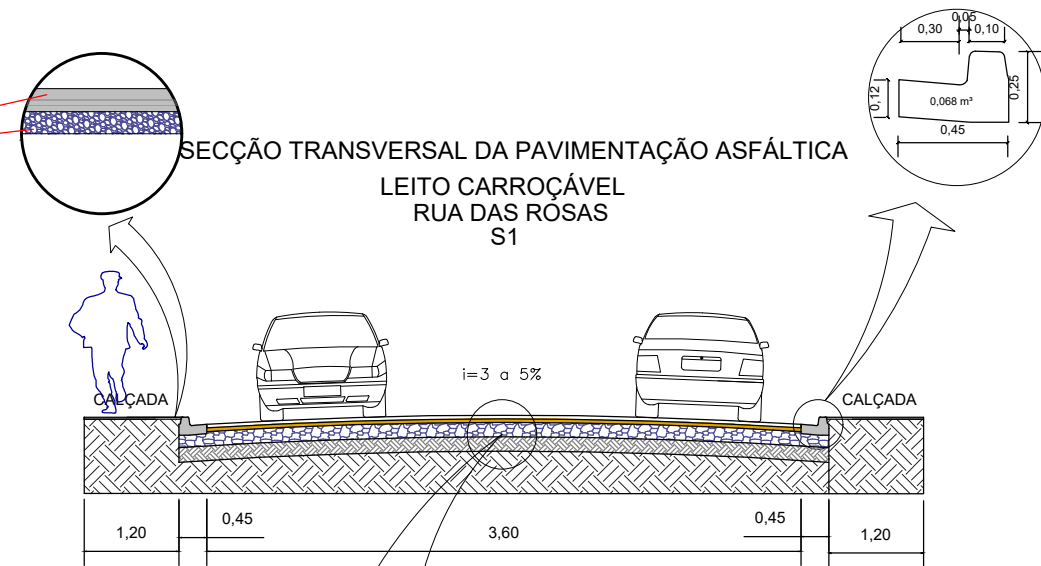 0,05
0,30
0,10
0,12
0,068 m³
0,25
0,45
SECÇÃO TRANSVERSAL DA PAVIMENTAÇÃO ASFÁLTICA
LEITO CARROÇÁVEL
RUA DAS ROSAS
S1
i=3 a 5%
CALÇADA
CALÇADA
1,20
0,45
3,60
0,45
1,20